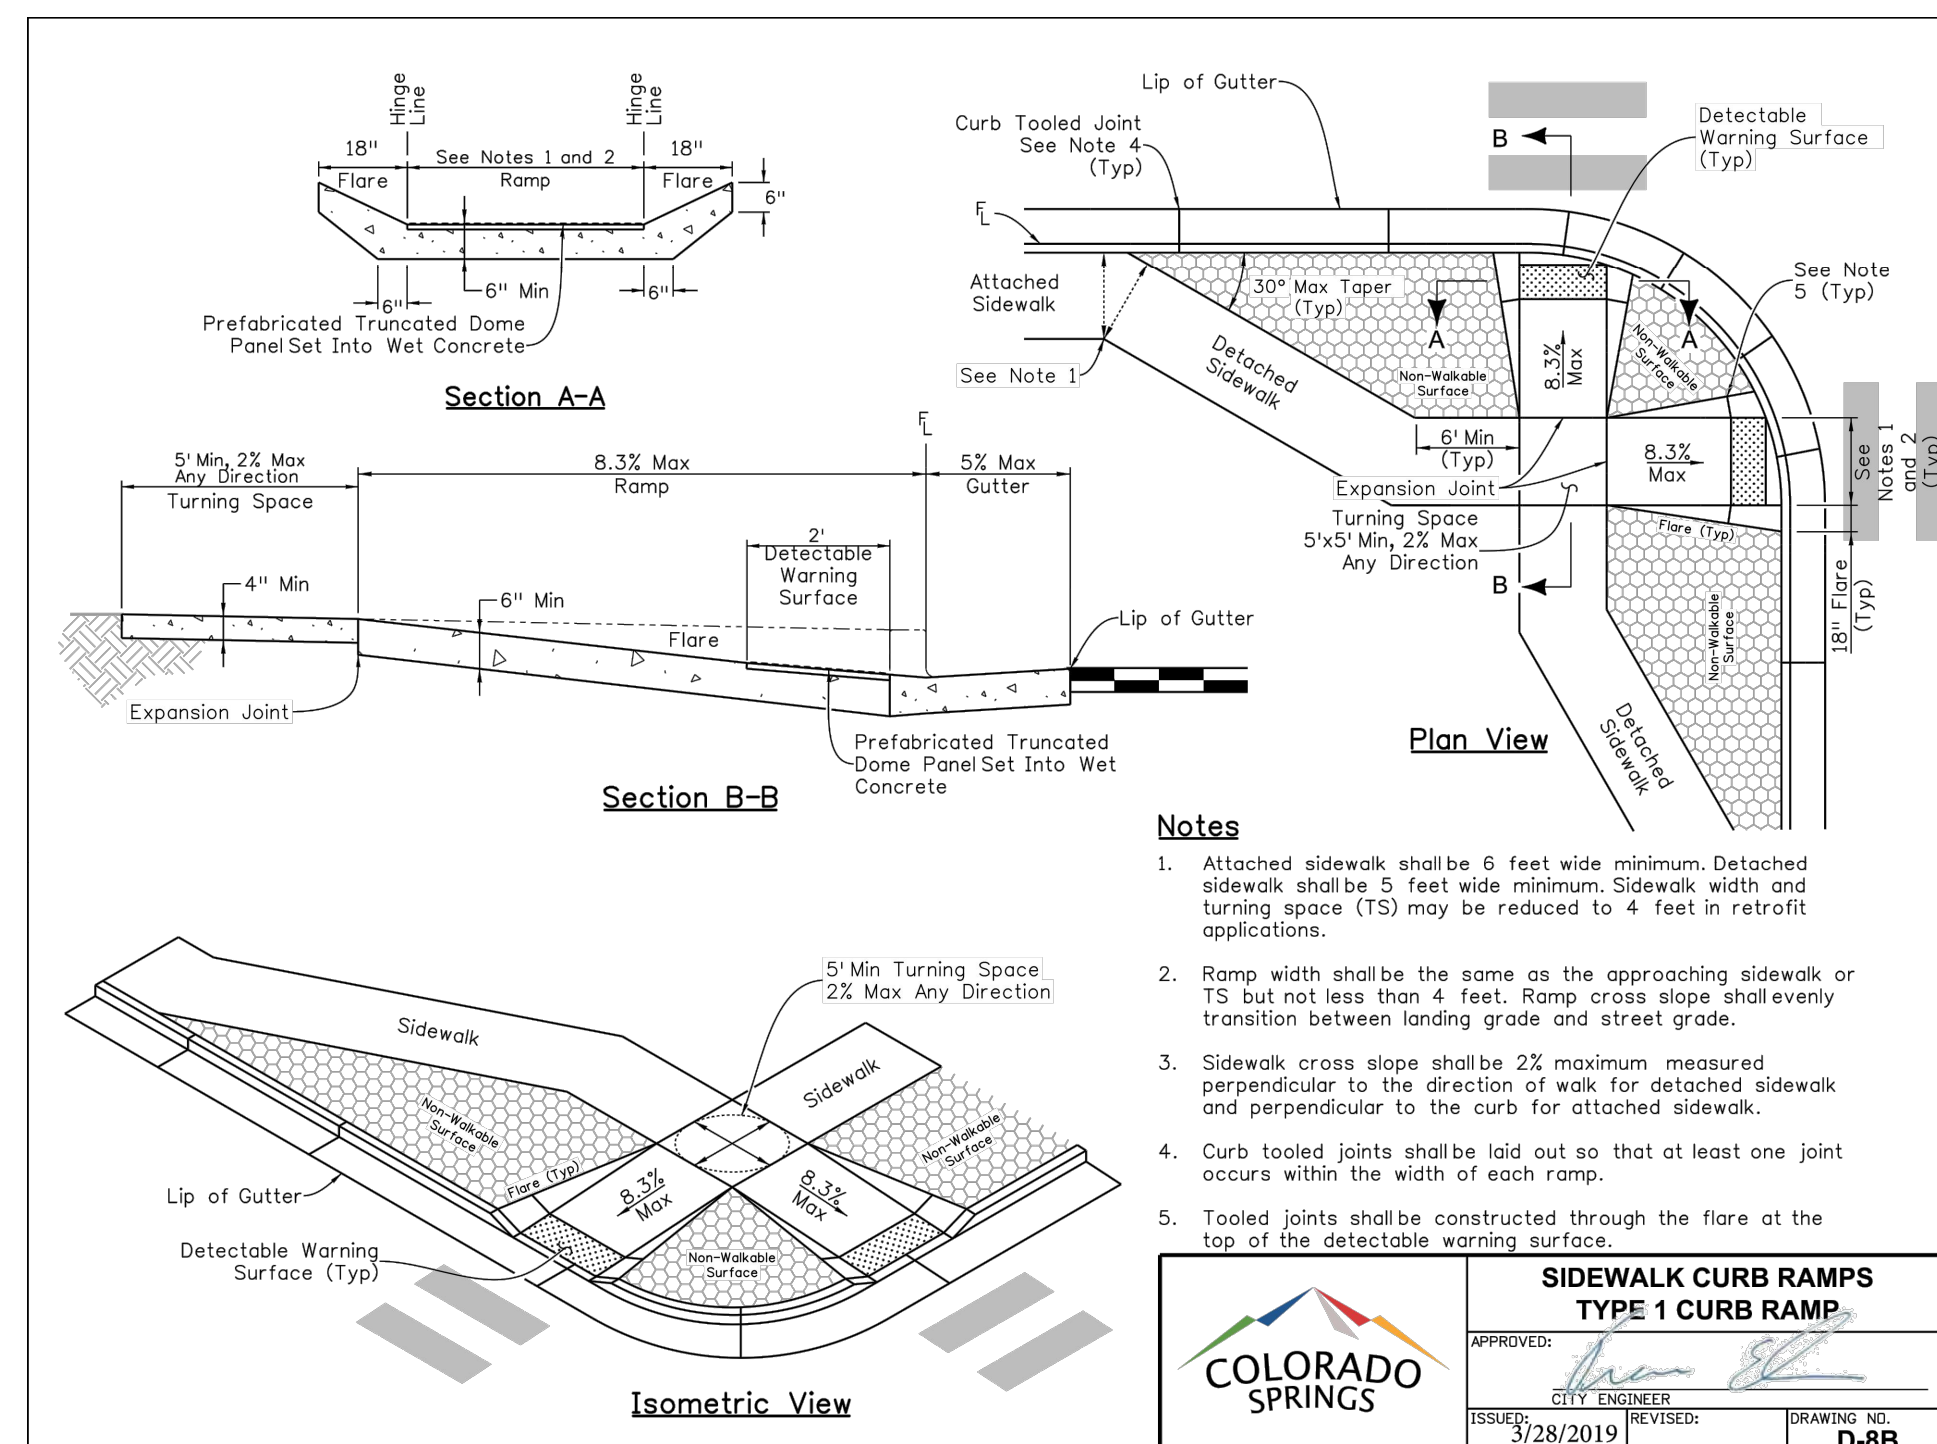 Hinge
Line
Hinge
Line
18"
See Notes 1 and 2
18"
Flare
Ramp
Flare
6"
6" Min
6"
6"
Prefabricated Truncated Dome
Panel Set Into Wet Concrete
Section A-A
5' Min, 2% Max
Any Direction
Turning Space
8.3% Max
Ramp
FL
5% Max
Gutter
2'
Detectable
Warning
Surface
4" Min
6" Min
Flare
Lip of Gutter
Expansion Joint
Prefabricated Truncated
Dome Panel Set Into Wet
Concrete
Section B-B
Lip of Gutter
Curb Tooled Joint
See Note 4
(Typ)
B
Detectable
Warning Surface
(Typ)
FL
Attached
Sidewalk
30° Max Taper
(Typ)
See Note
5 (Typ)
A
A
See Note 1
Detached
Sidewalk
Non-Walkable
Surface
8.3%
Max
Non-Walkable
Surface
6' Min
(Typ)
8.3%
Max
See
Notes 1
and 2
(Typ)
Expansion Joint
Turning Space
5'x5' Min, 2% Max
Any Direction
Flare (Typ)
B
Non-Walkable
Surface
18" Flare
(Typ)
Detached
Sidewalk
Plan View
Notes
1. Attached sidewalk shall be 6 feet wide minimum. Detached
sidewalk shall be 5 feet wide minimum. Sidewalk width and
turning space (TS) may be reduced to 4 feet in retrofit
applications.
2. Ramp width shall be the same as the approaching sidewalk or
TS but not less than 4 feet. Ramp cross slope shall evenly
transition between landing grade and street grade.
3. Sidewalk cross slope shall be 2% maximum measured
perpendicular to the direction of walk for detached sidewalk
and perpendicular to the curb for attached sidewalk.
4. Curb tooled joints shall be laid out so that at least one joint
occurs within the width of each ramp.
5. Tooled joints shall be constructed through the flare at the
top of the detectable warning surface.
5' Min Turning Space
2% Max Any Direction
Sidewalk
Sidewalk
Non-Walkable
Surface
Non-Walkable
Surface
Flare (Typ)
8.3%
Max
8.3%
Max
Lip of Gutter
Non-Walkable
Surface
Detectable Warning
Surface (Typ)
Isometric View
COLORADO
SPRINGS
SIDEWALK CURB RAMPS
TYPE 1 CURB RAMP
APPROVED:
CITY ENGINEER
ISSUED:
3/28/2019
REVISED:
DRAWING NO.
D-8B